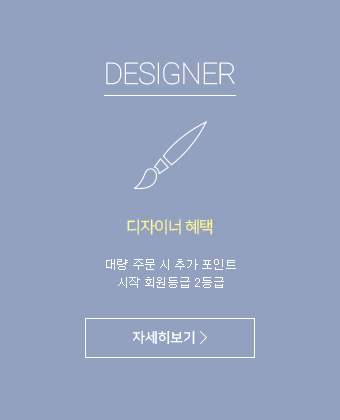 DESIGNER
디자이너 혜택
대량 주문 시 추가 포인트
시작 회원등급 2등급
자세히보기 >